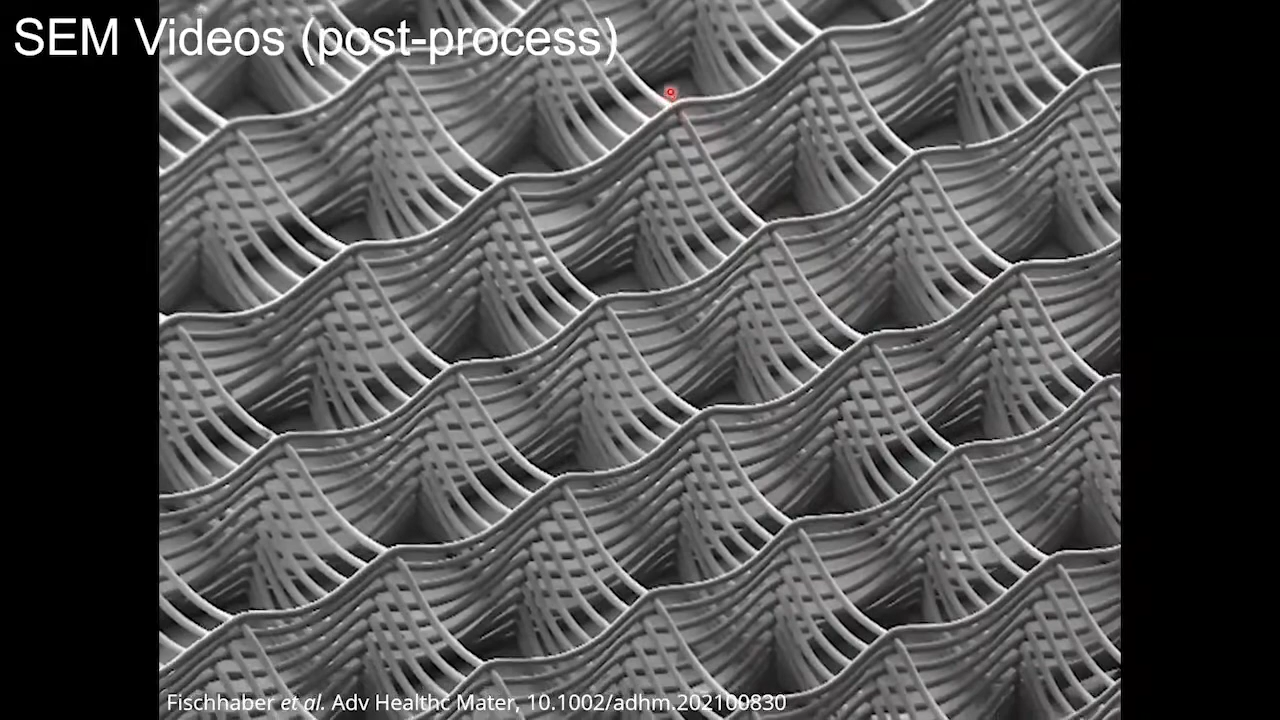 SEM Videos (post-process)
Fischhaber et al. Adv Healthc Mater, 10.1002/adhm.202100830